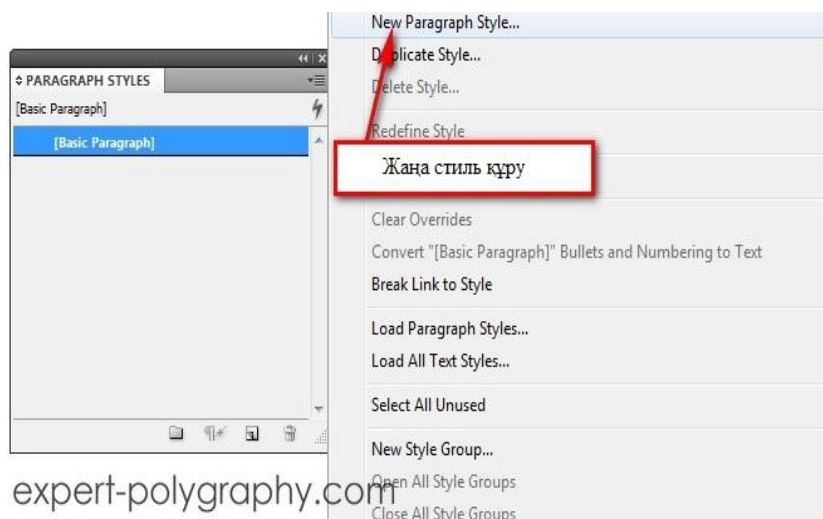 PARAGRAPH STYLES
[Basic Paragraph]
[Basic Paragraph]
New Paragraph Style...
Duplicate Style...
Delete Style...
Redefine Style
Жаңа стиль құру
Clear Overrides
Convert "[Basic Paragraph]" Bullets and Numbering to Text
Break Link to Style
Load Paragraph Styles...
Load All Text Styles...
Select All Unused
New Style Group...
Open All Style Groups
Close All Style Groups
expert-polygraphy.com